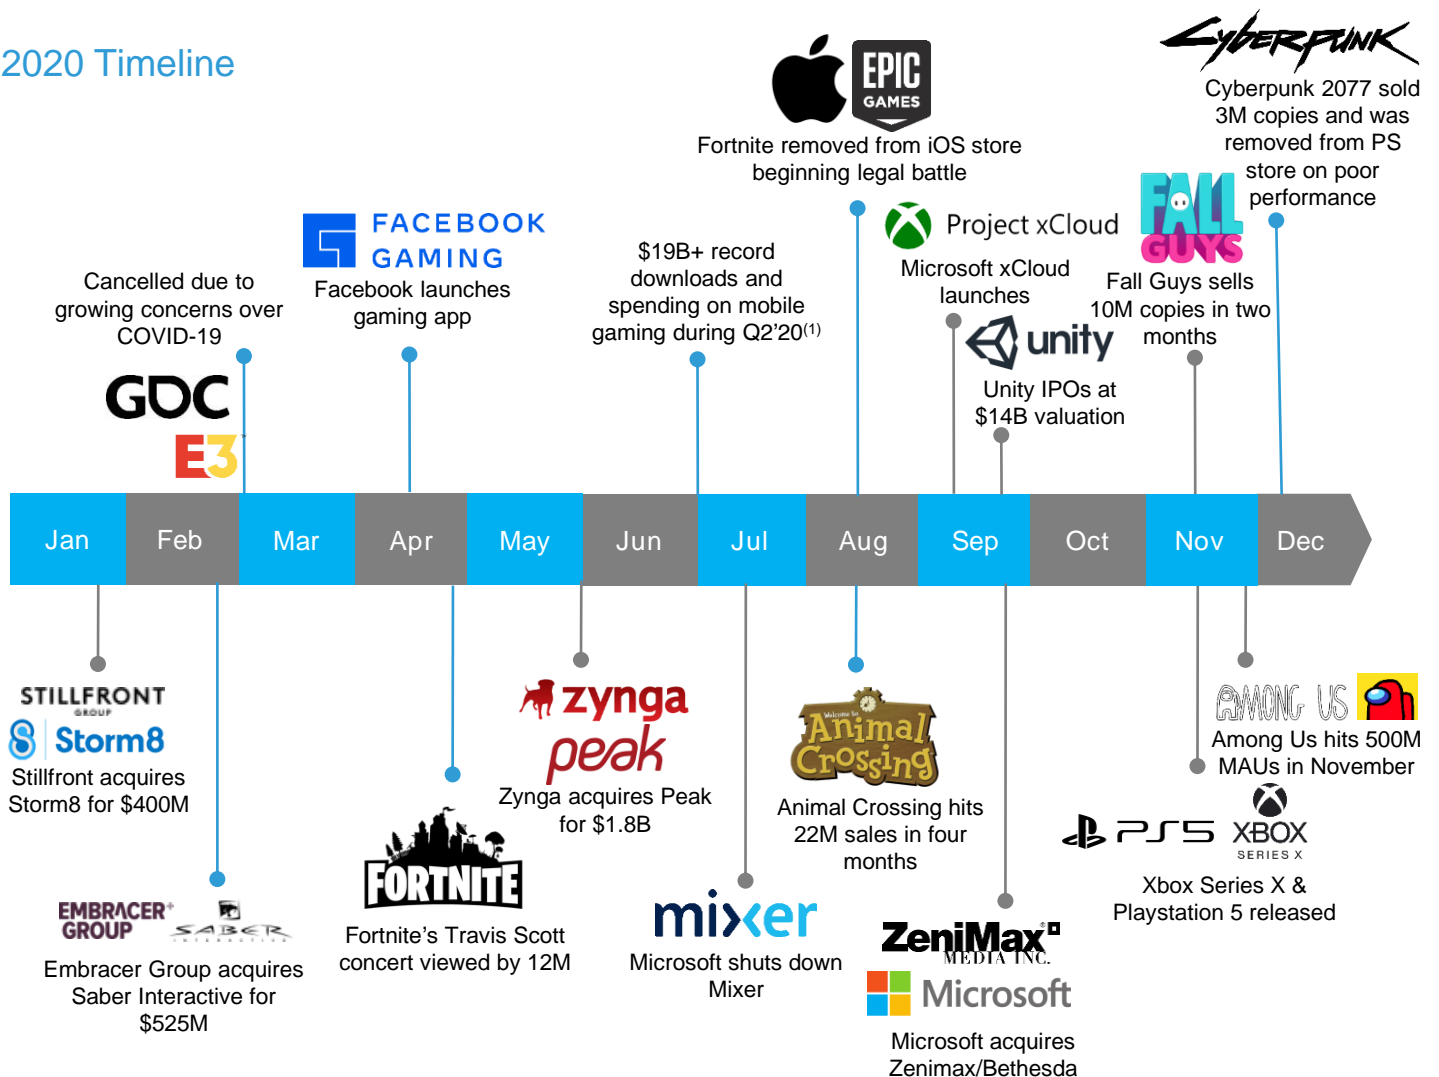 2020 Timeline
CYBERPUNK
Cyberpunk 2077 sold
3M copies and was
removed from PS
store on poor
performance
EPIC
GAMES
Fortnite removed from iOS store
beginning legal battle
FACEBOOK
GAMING
Facebook launches
gaming app
Cancelled due to
growing concerns over
COVID-19
GDC
E3
$19B+ record
downloads and
spending on mobile
gaming during Q2'20(1)
Project xCloud
Microsoft xCloud
launches
unity
Unity IPOs at
$14B valuation
FALL
GUYS
Fall Guys sells
10M copies in two
months
Jan
Feb
Mar
Apr
May
Jun
Jul
Aug
Sep
Oct
Nov
Dec
STILLFRONT
GROUP
Storm8
Stillfront acquires
Storm8 for $400M
EMBRACER+
GROUP
SABER
INTERACTIVE
Embracer Group acquires
Saber Interactive for
$525M
FORTNITE
Fortnite's Travis Scott
concert viewed by 12M
zynga
peak
Zynga acquires Peak
for $1.8B
mixer
Microsoft shuts down
Mixer
Welcome to
Animal
Crossing
Animal Crossing hits
22M sales in four
months
ZeniMax®
MEDIA INC.
Microsoft
Microsoft acquires
Zenimax/Bethesda
PS5
XBOX
SERIES X
Xbox Series X &
Playstation 5 released
AMONG US
Among Us hits 500M
MAUs in November